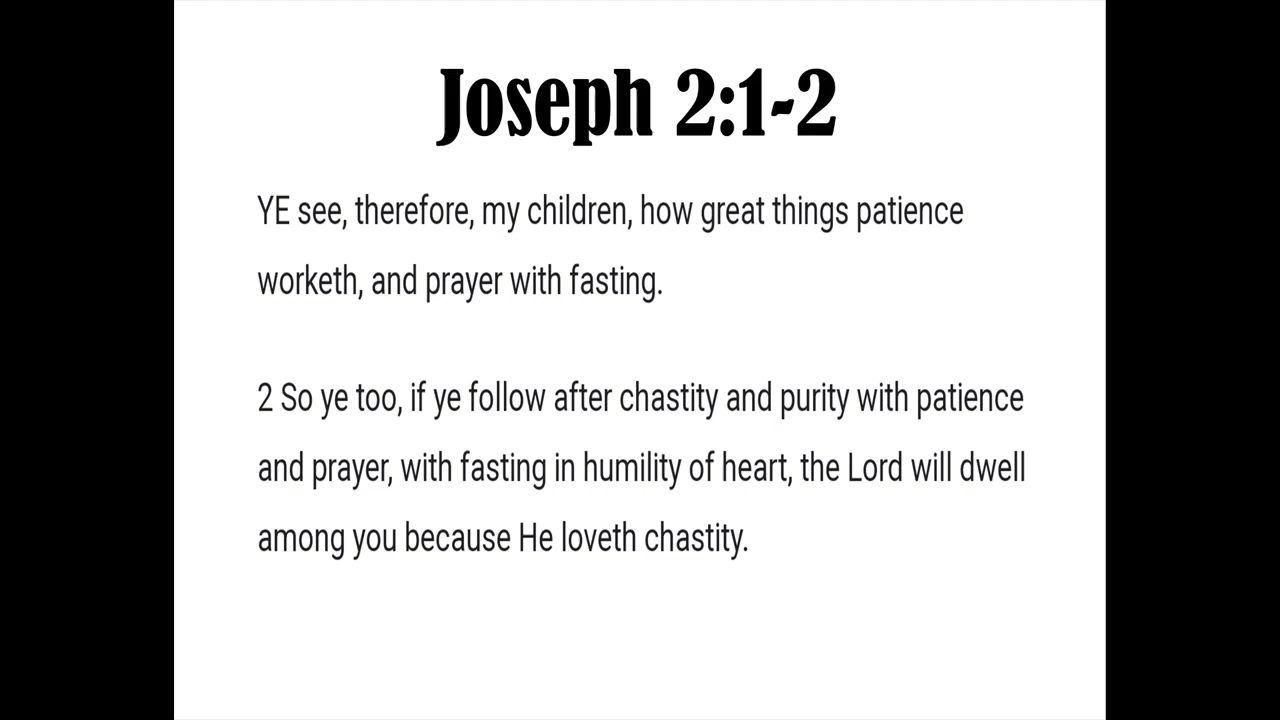 Joseph 2:1-2
YE see, therefore, my children, how great things patience
worketh, and prayer with fasting.
2 So ye too, if ye follow after chastity and purity with patience
and prayer, with fasting in humility of heart, the Lord will dwell
among you because He loveth chastity.